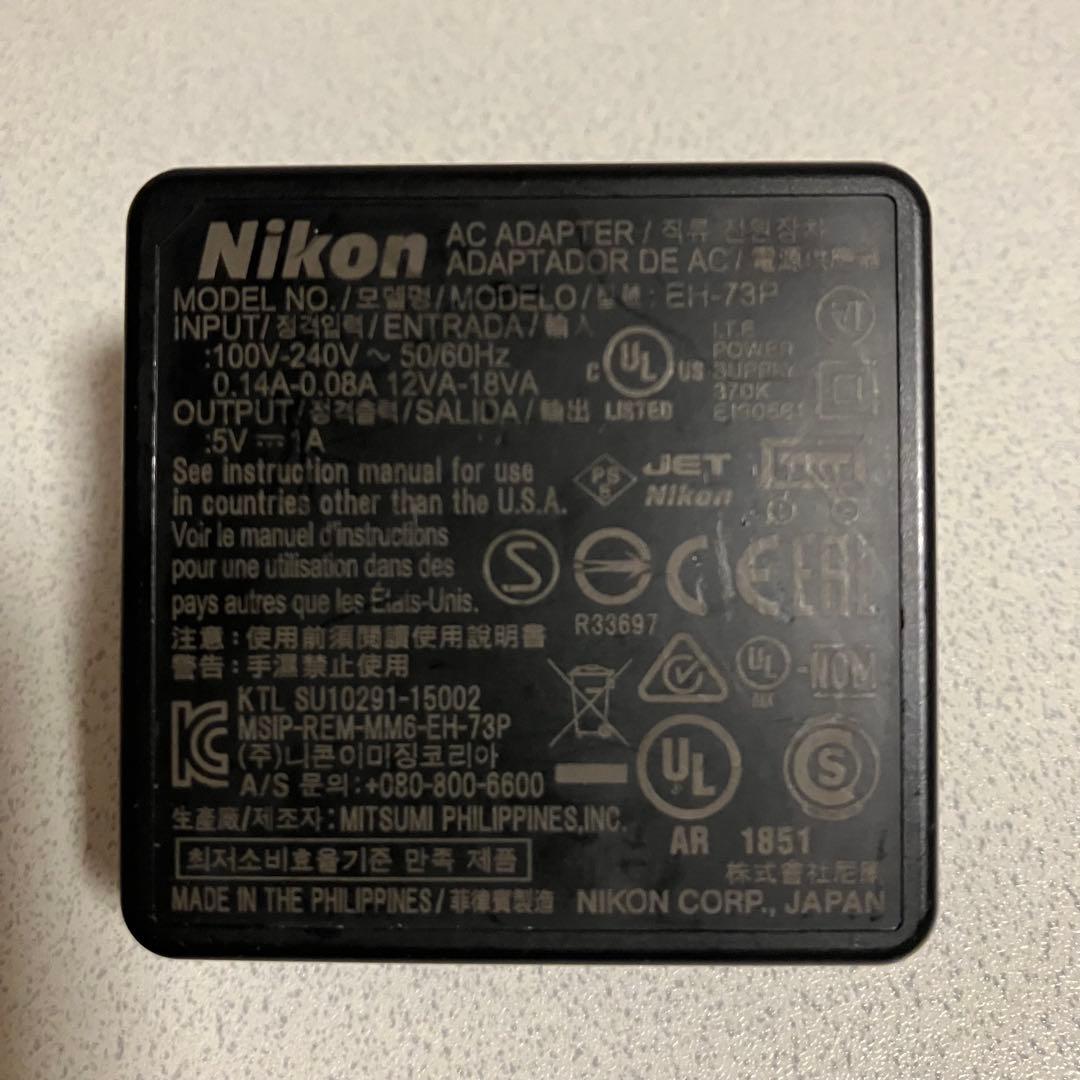 Nikon
AC ADAPTER / 직류 전원장치
ADAPTADOR DE AC /
MODEL NO. / 모델명 / MODELO / 型號 : EH-73P
INPUT / 정격입력 / ENTRADA / 輸入
:100V-240V ~ 50/60Hz
0.14A-0.08A 12VA-18VA
OUTPUT / 정격출력 / SALIDA / 輸出
:5V ⎓ 1A
c UL US
LISTED
I.T.E
POWER
SUPPLY
370K
VI
See instruction manual for use
in countries other than the U.S.A.
PS
E
JET
Nikon
Voir le manuel d'instructions
pour une utilisation dans des
pays autres que les États-Unis.
S
R33697
CE
EAC
注意 : 使用前須閱讀使用說明書
警告 : 手濕禁止使用
UL
-NOM
KTL SU10291-15002
MSIP-REM-MM6-EH-73P
(주)니콘이미징코리아
A/S 문의 : +080-800-6600
UL
AR 1851
S
生產廠/제조자 : MITSUMI PHILIPPINES,INC.
최저소비효율기준 만족 제품
株式會社尼康
MADE IN THE PHILIPPINES / 菲律賓製造
NIKON CORP., JAPAN